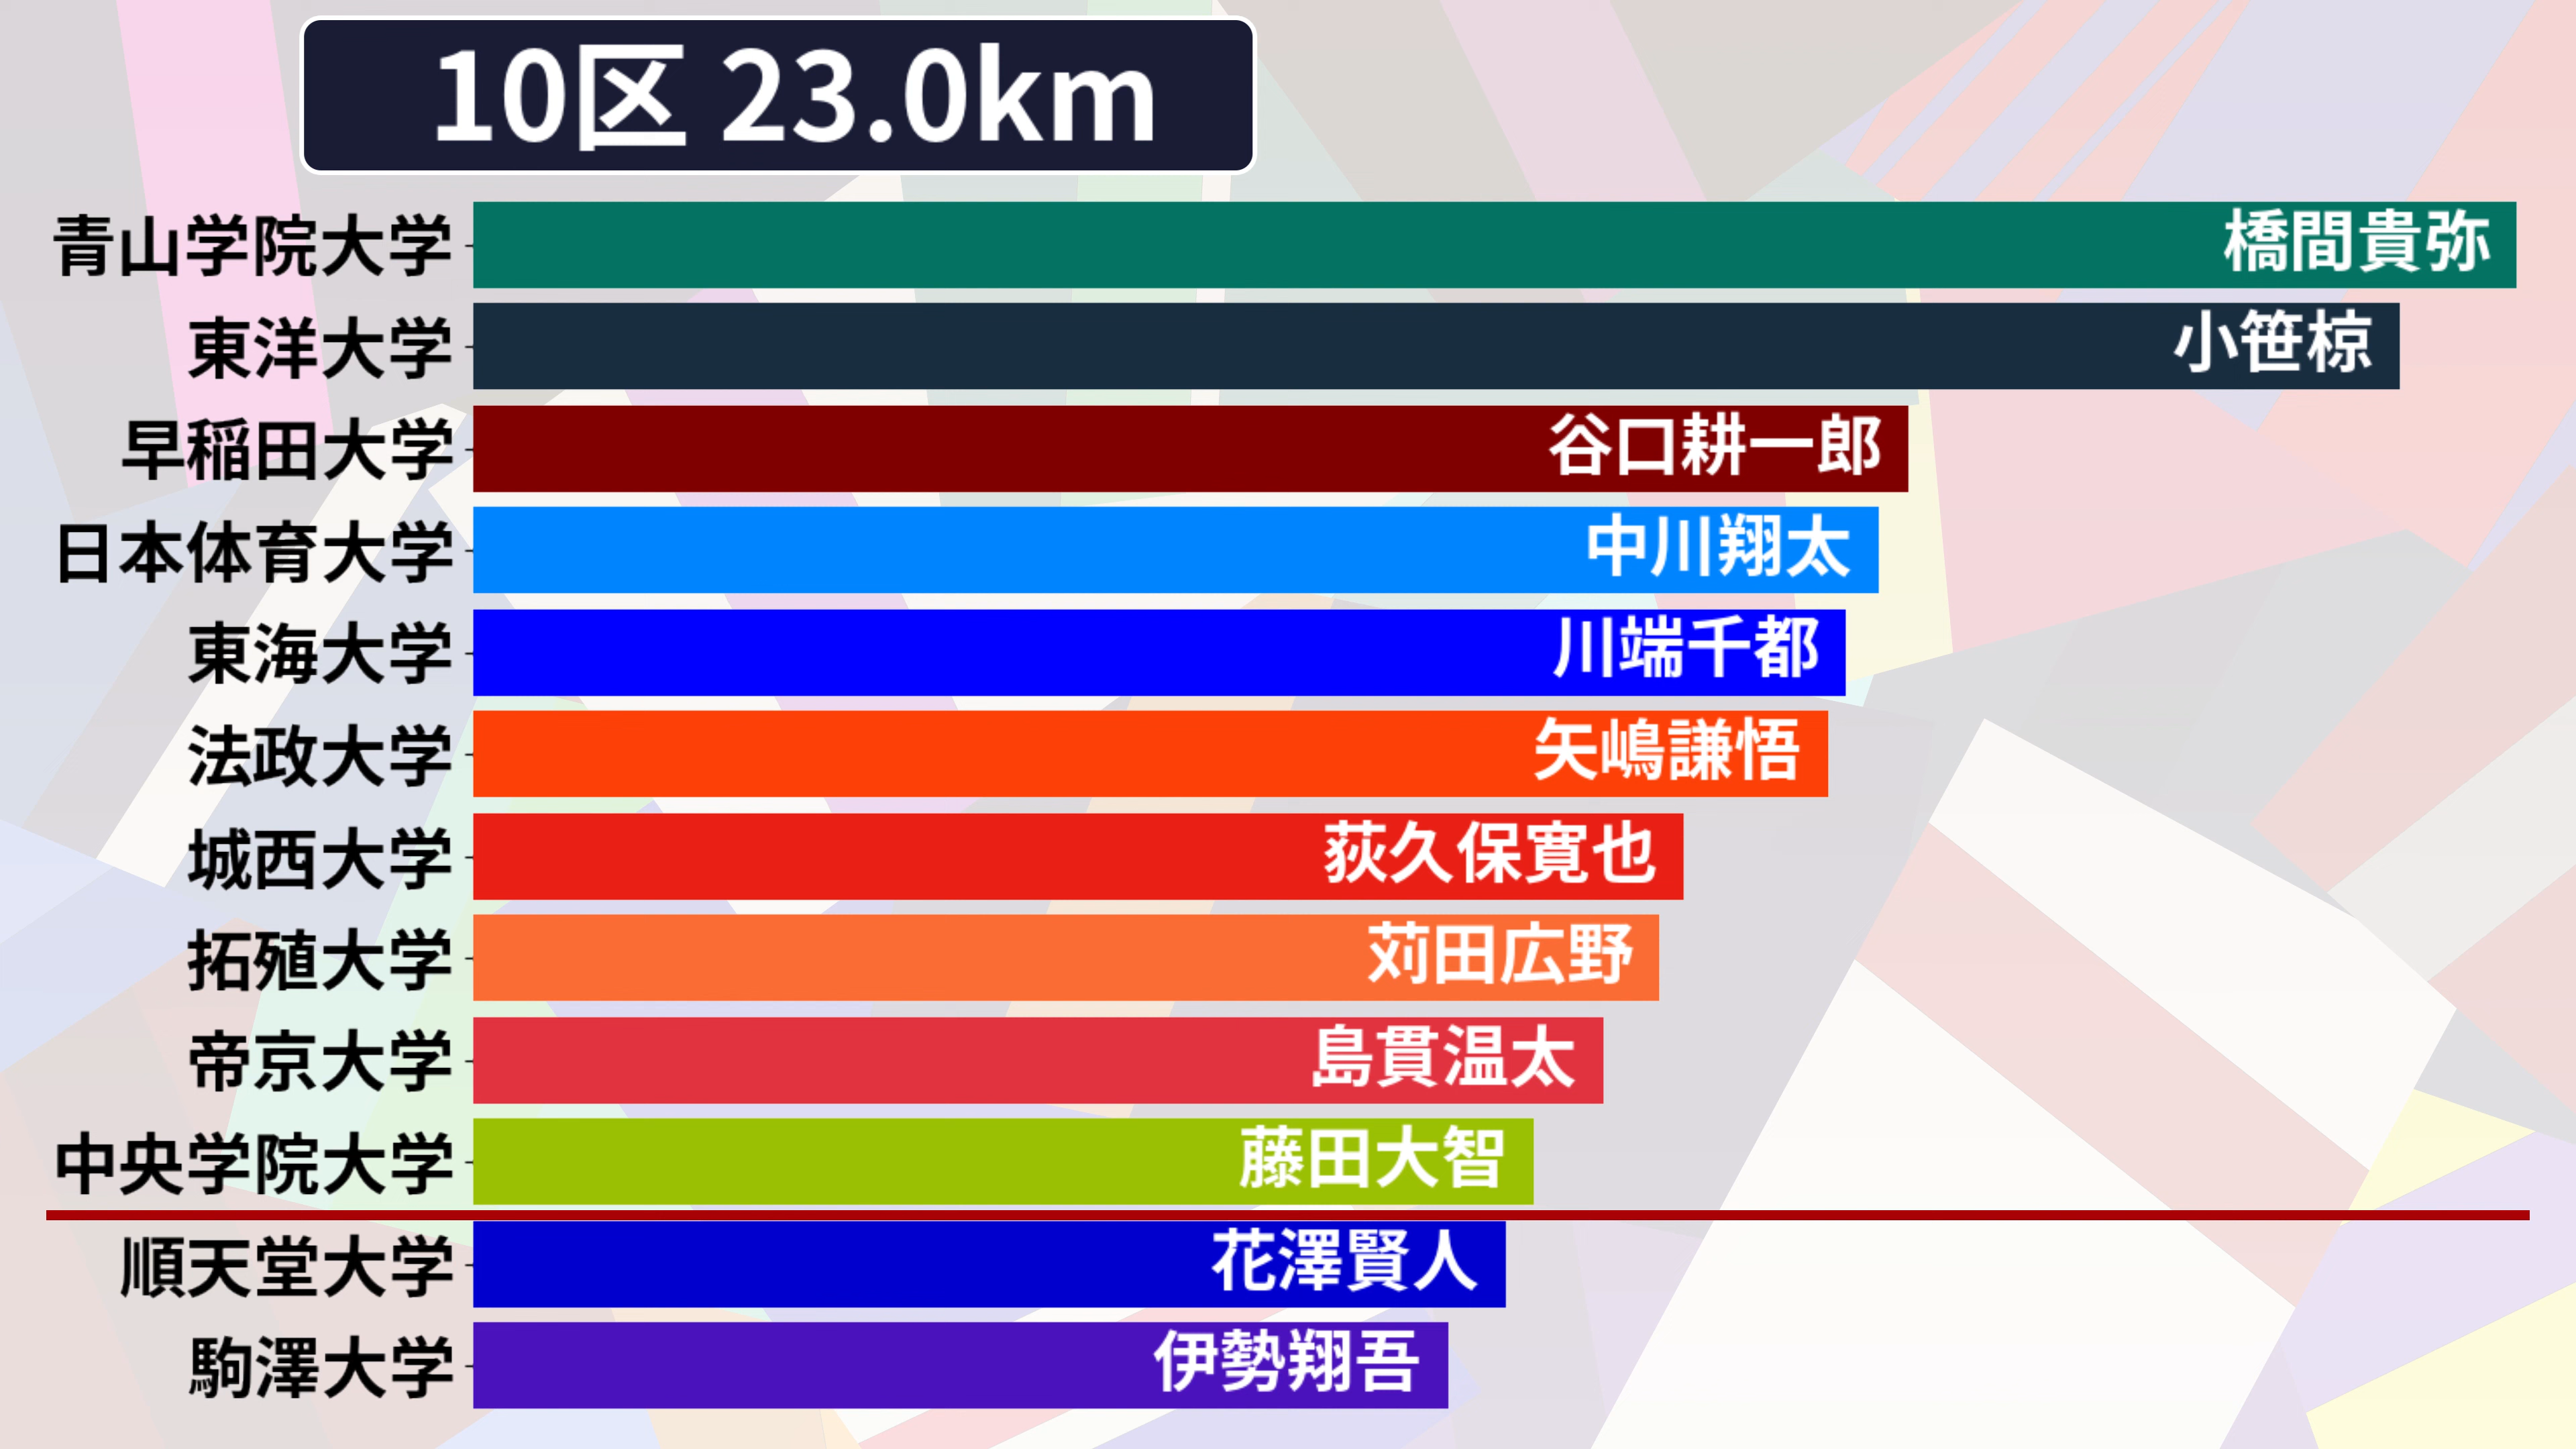 10区 23.0km
青山学院大学 橋間貴弥
東洋大学 小笹椋
早稲田大学 谷口耕一郎
日本体育大学 中川翔太
東海大学 川端千都
法政大学 矢嶋謙悟
城西大学 荻久保寛也
拓殖大学 苅田広野
帝京大学 島貫温太
中央学院大学 藤田大智
順天堂大学 花澤賢人
駒澤大学 伊勢翔吾